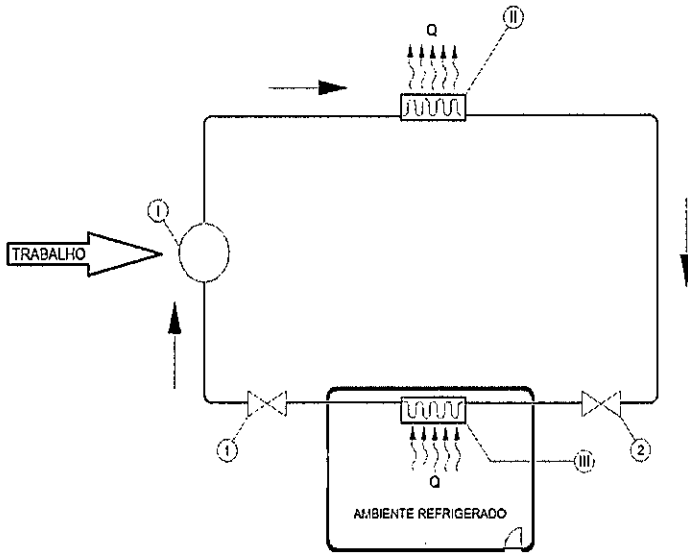 Q
II
I
TRABALHO
1
2
III
Q
AMBIENTE REFRIGERADO